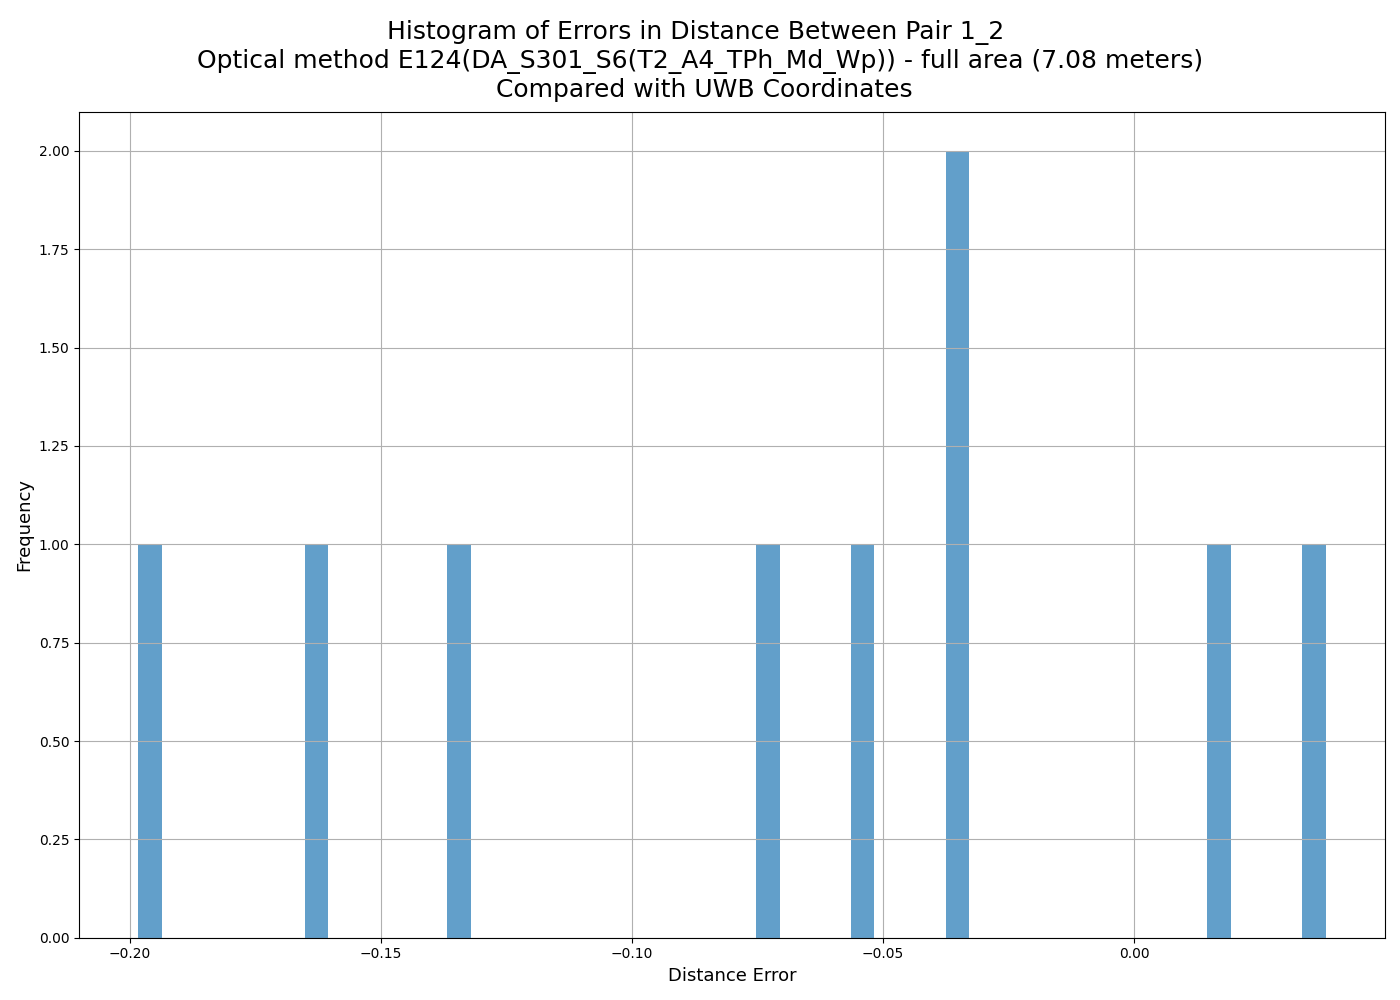 Histogram of Errors in Distance Between Pair 1_2
Optical method E124(DA_S301_S6(T2_A4_TPh_Md_Wp)) - full area (7.08 meters)
Compared with UWB Coordinates
2.00
1.75
1.50
1.25
1.00
0.75
0.50
0.25
0.00
Frequency
−0.20 −0.15 −0.10 −0.05 0.00
Distance Error